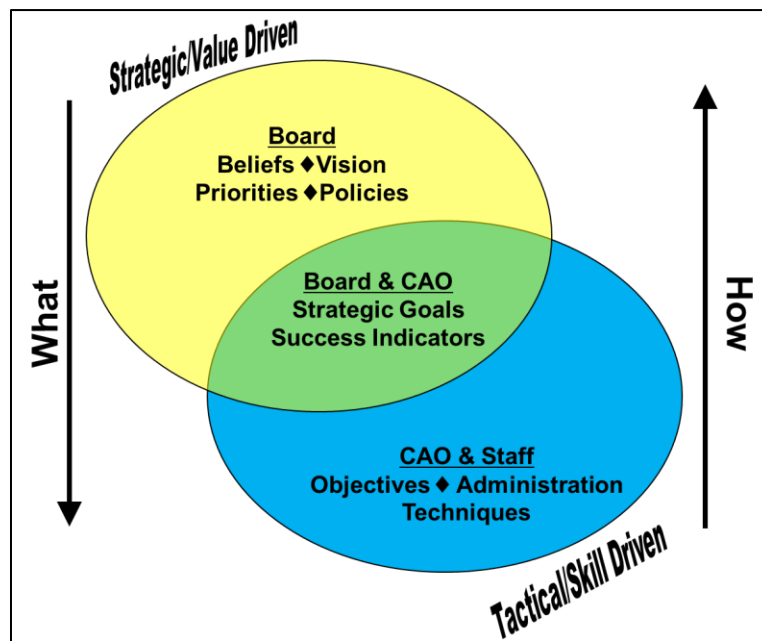 Strategic/Value Driven
Board
Beliefs ♦Vision
Priorities ♦Policies
What
Board & CAO
Strategic Goals
Success Indicators
How
CAO & Staff
Objectives ♦ Administration
Techniques
Tactical/Skill Driven